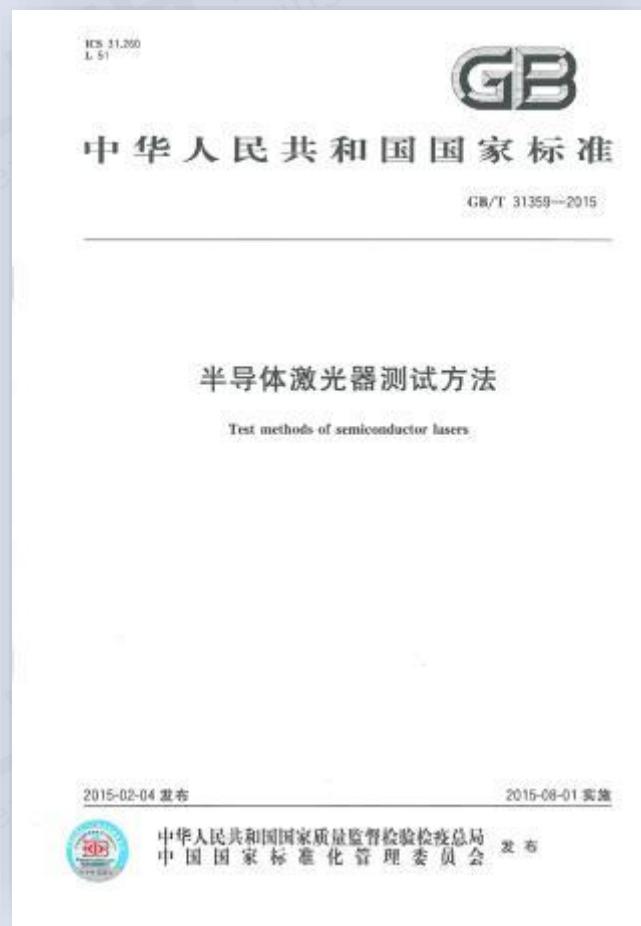 ICS 31.260
L 51
GB
中华人民共和国国家标准
GB/T 31359—2015
半导体激光器测试方法
Test methods of semiconductor lasers
2015-02-04 发布
2015-08-01 实施
中华人民共和国国家质量监督检验检疫总局
中国国家标准化管理委员会
发布